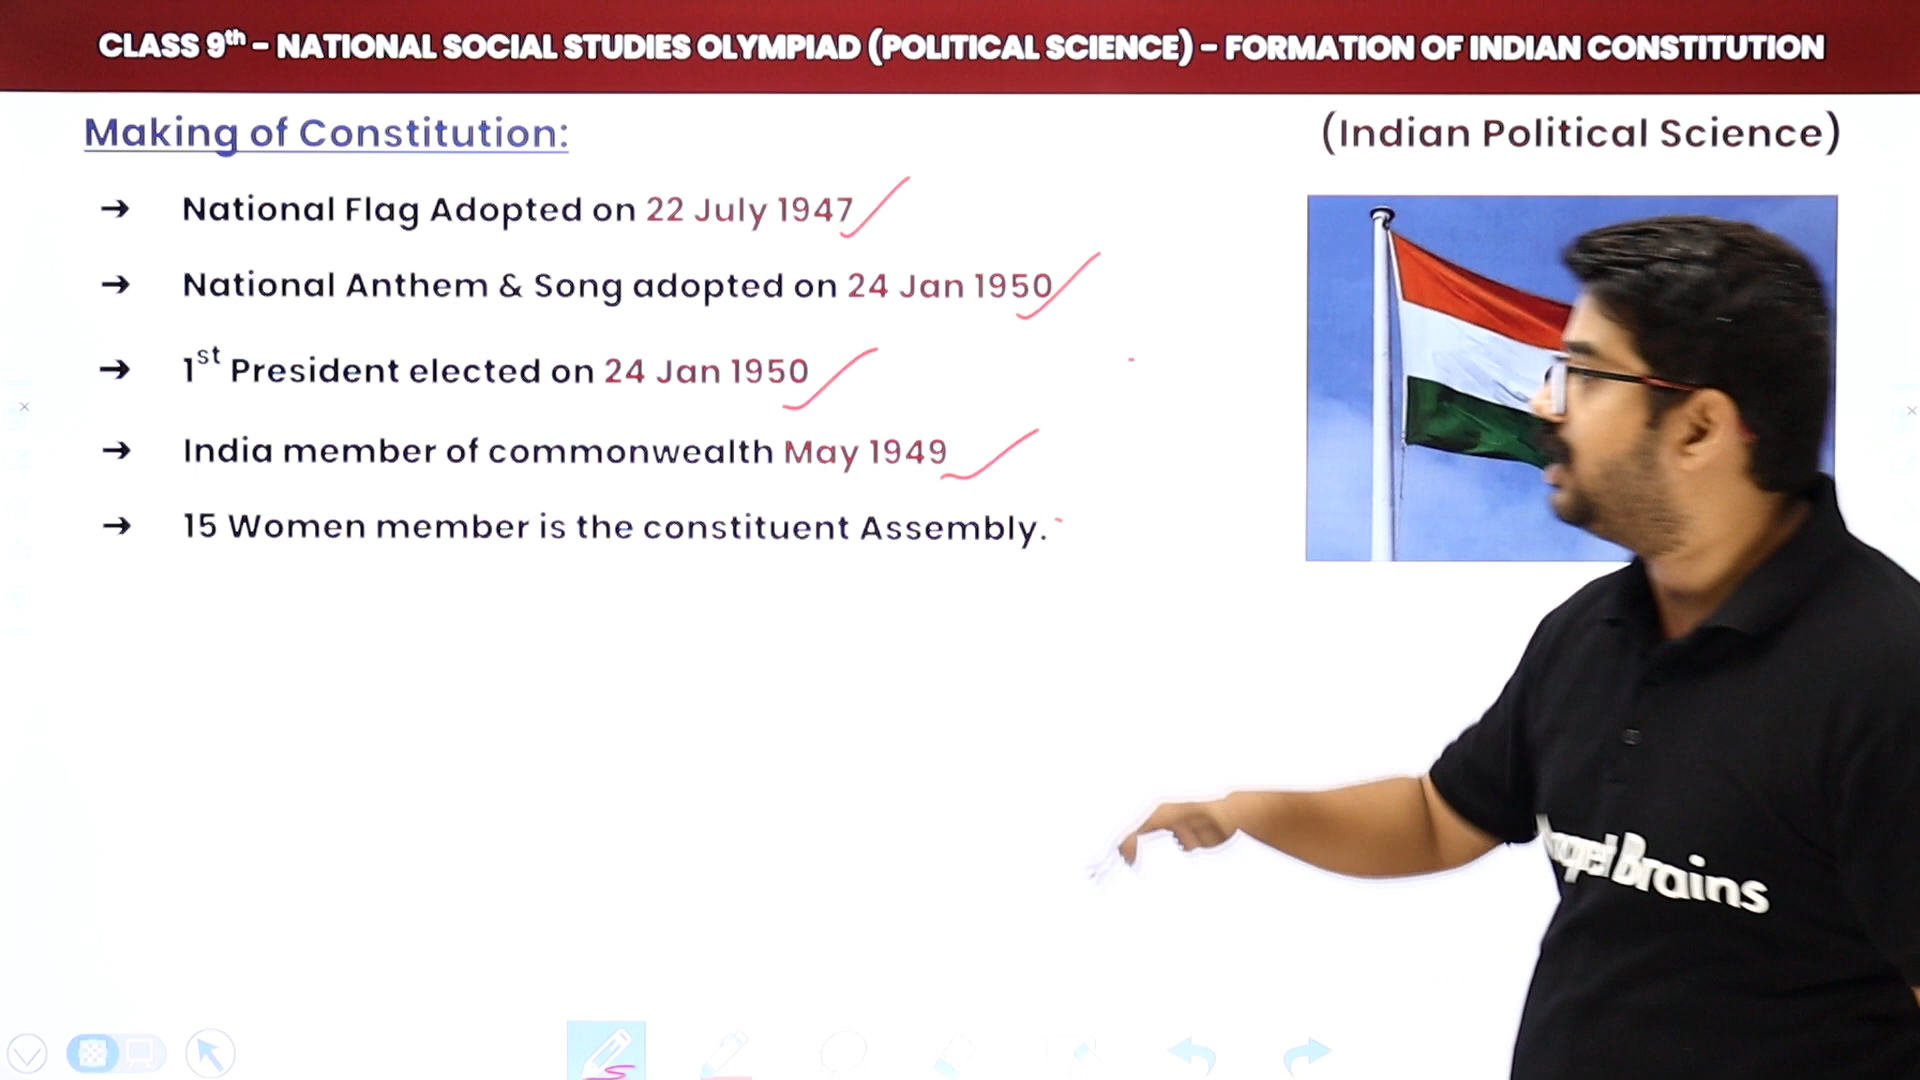 CLASS 9th – NATIONAL SOCIAL STUDIES OLYMPIAD (POLITICAL SCIENCE) – FORMATION OF INDIAN CONSTITUTION
Making of Constitution:
(Indian Political Science)
→ National Flag Adopted on 22 July 1947
→ National Anthem & Song adopted on 24 Jan 1950
→ 1st President elected on 24 Jan 1950
→ India member of commonwealth May 1949
→ 15 Women member is the constituent Assembly.
Brains